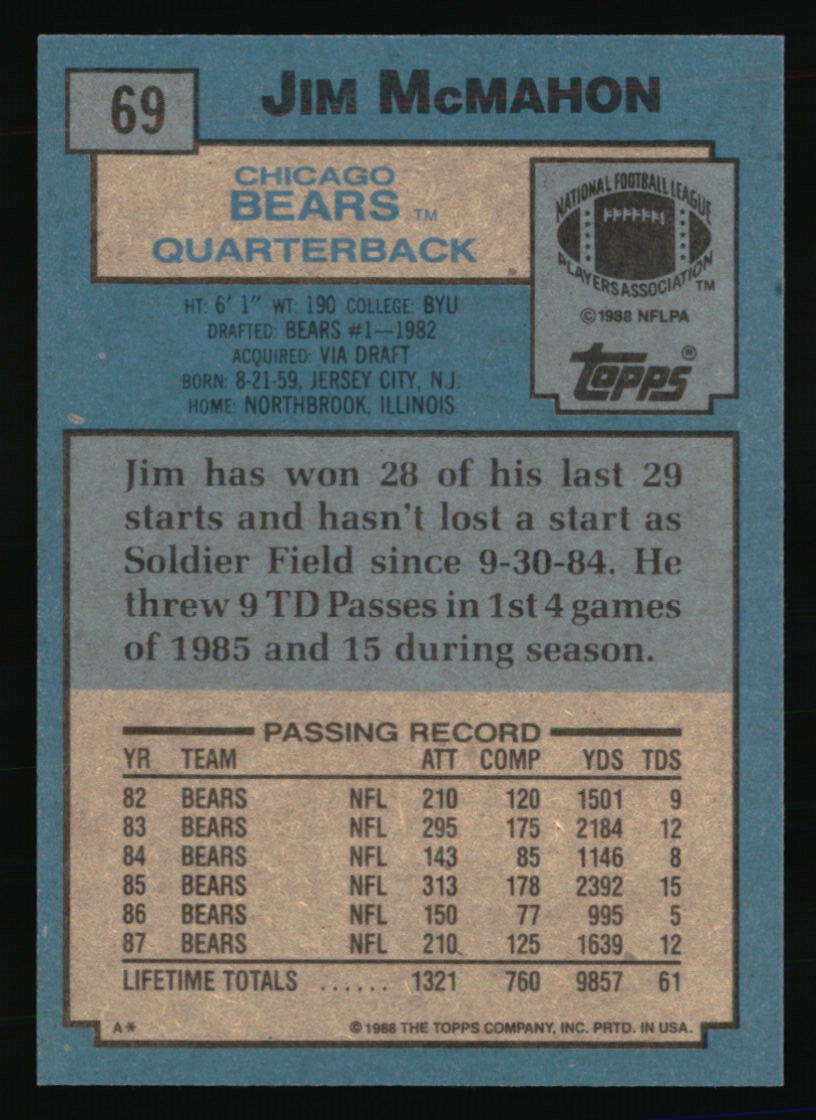 69
JIM MCMAHON
CHICAGO
BEARS TM
QUARTERBACK
NATIONAL FOOTBALL LEAGUE
PLAYERS ASSOCIATION TM
©1988 NFLPA
topps®
HT: 6' 1" WT: 190 COLLEGE: BYU
DRAFTED: BEARS #1—1982
ACQUIRED: VIA DRAFT
BORN: 8-21-59, JERSEY CITY, N.J.
HOME: NORTHBROOK, ILLINOIS
Jim has won 28 of his last 29
starts and hasn't lost a start as
Soldier Field since 9-30-84. He
threw 9 TD Passes in 1st 4 games
of 1985 and 15 during season.
PASSING RECORD
YR TEAM ATT COMP YDS TDS
82 BEARS NFL 210 120 1501 9
83 BEARS NFL 295 175 2184 12
84 BEARS NFL 143 85 1146 8
85 BEARS NFL 313 178 2392 15
86 BEARS NFL 150 77 995 5
87 BEARS NFL 210 125 1639 12
LIFETIME TOTALS ...... 1321 760 9857 61
A* ©1988 THE TOPPS COMPANY, INC. PRTD. IN USA.